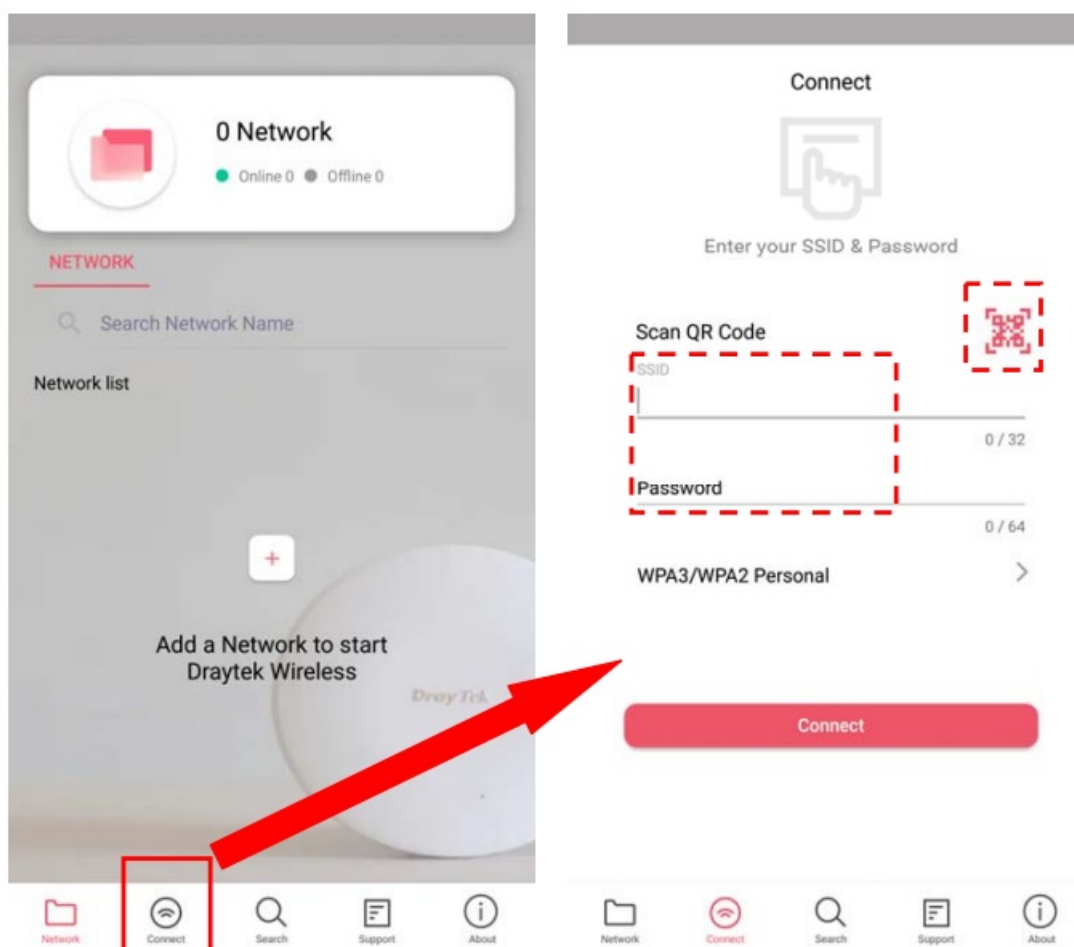 0 Network
Online 0 Offline 0
NETWORK
Search Network Name
Network list
+
Add a Network to start
Draytek Wireless
DrayTek
Network Connect Search Support About
Connect
Enter your SSID & Password
Scan QR Code
SSID
0 / 32
Password
0 / 64
WPA3/WPA2 Personal
Connect
Network Connect Search Support About